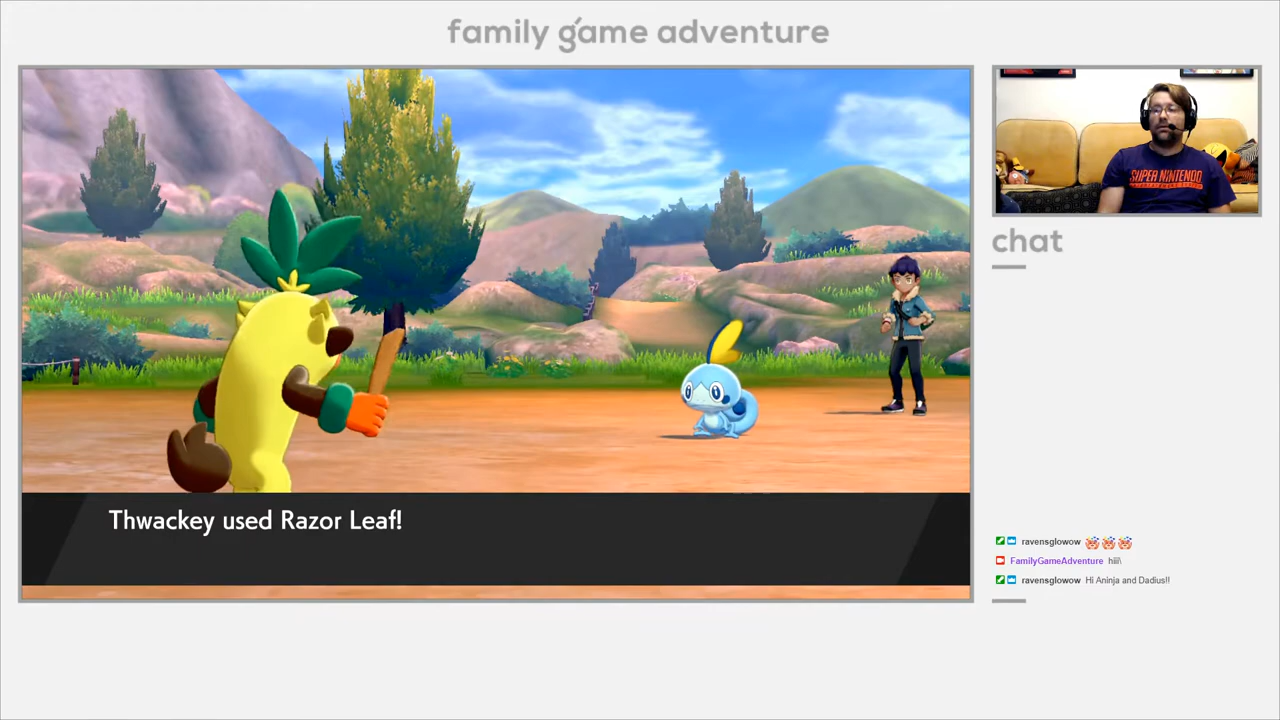 family game adventure
SUPER NINTENDO
chat
Thwackey used Razor Leaf!
ravensglowow
FamilyGameAdventure hiii\
ravensglowow Hi Aninja and Dadius!!